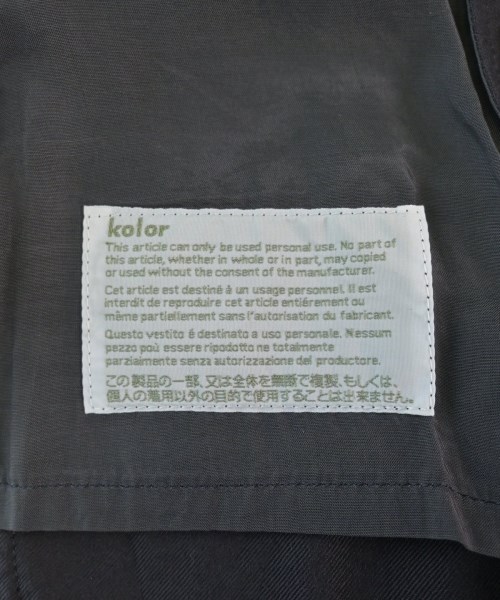 kolor
This article can only be used personal use. No part of
this article, whether in whole or in part, may copied
or used without the consent of the manufacturer.
Cet article est destiné à un usage personnel. Il est
interdit de reproduire cet article entiérement ou
même partiellement sans l'autorisation du fabricant.
Questo vestito é destinato a uso personale. Nessum
pezzo poù essere ripodotto ne totalmente
parzialmente senza autorizzazione del productore.
この製品の一部、又は全体を無断で複製、もしくは、
個人の着用以外の目的で使用することは出来ません。